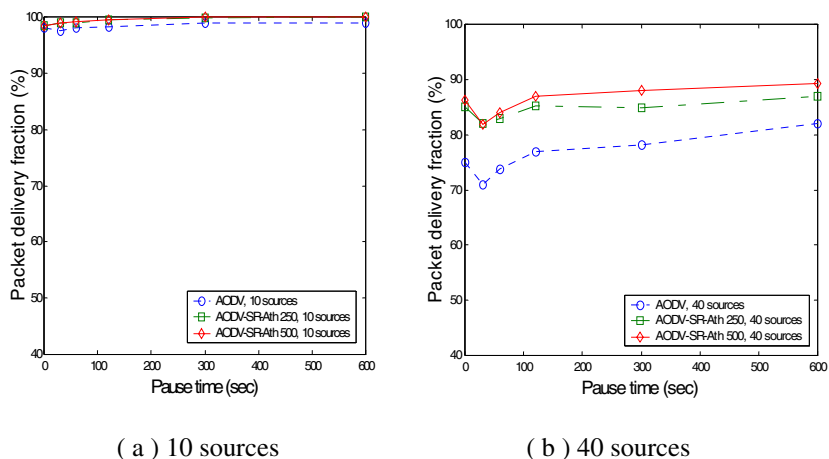 Packet delivery fraction (%)
100
90
80
70
60
50
40
0
100
200
300
400
500
600
Pause time (sec)
AODV, 10 sources
AODV-SR-Ath 250, 10 sources
AODV-SR-Ath 500, 10 sources
( a ) 10 sources
Packet delivery fraction (%)
100
90
80
70
60
50
40
0
100
200
300
400
500
600
Pause time (sec)
AODV, 40 sources
AODV-SR-Ath 250, 40 sources
AODV-SR-Ath 500, 40 sources
( b ) 40 sources